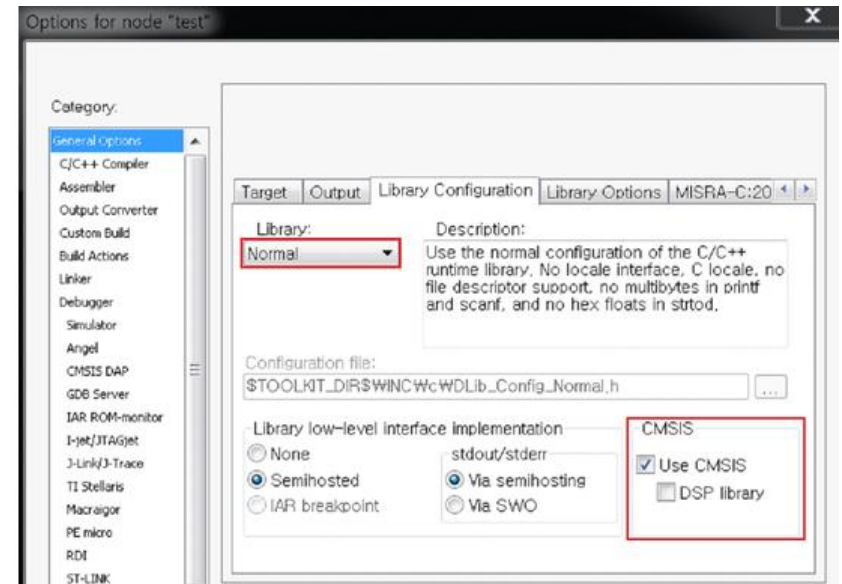 Options for node "test"
X
Category:
General Options
C/C++ Compiler
Assembler
Output Converter
Custom Build
Build Actions
Linker
Debugger
Simulator
Angel
CMSIS DAP
GDB Server
IAR ROM-monitor
I-jet/JTAGjet
J-Link/J-Trace
TI Stellaris
Macraigor
PE micro
RDI
ST-LINK
Target Output Library Configuration Library Options MISRA-C:20
Library:
Normal
Description:
Use the normal configuration of the C/C++
runtime library. No locale interface, C locale, no
file descriptor support, no multibytes in printf
and scanf, and no hex floats in strtod.
Configuration file:
$TOOLKIT_DIR$₩INC₩c₩DLib_Config_Normal.h
...
Library low-level interface implementation
None
Semihosted
IAR breakpoint
stdout/stderr
Via semihosting
Via SWO
CMSIS
Use CMSIS
DSP library